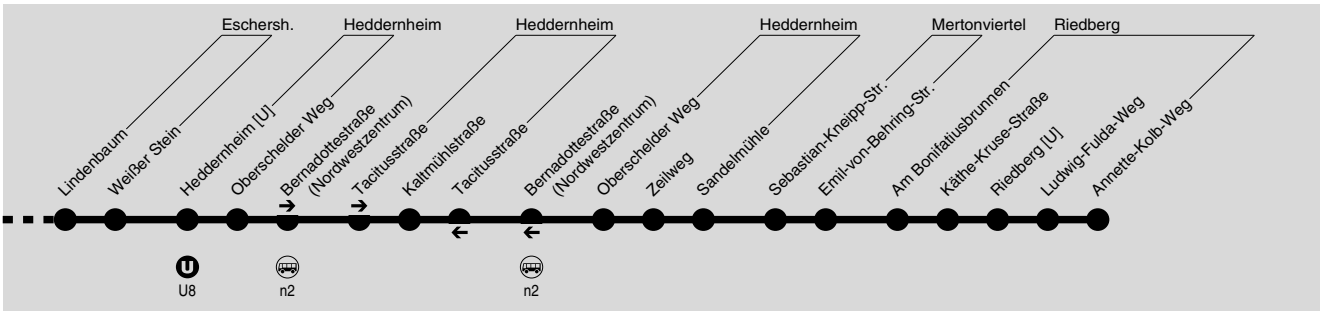 Eschersh.
Heddernheim
Heddernheim
Heddernheim
Mertonviertel
Riedberg
Lindenbaum
Weißer Stein
Heddernheim [U]
Oberschelder Weg
Bernadottestraße
(Nordwestzentrum)
Tacitusstraße
Kaltmühlstraße
Tacitusstraße
Bernadottestraße
(Nordwestzentrum)
Oberschelder Weg
Zeilweg
Sandelmühle
Sebastian-Kneipp-Str.
Emil-von-Behring-Str.
Am Bonifatiusbrunnen
Käthe-Kruse-Straße
Riedberg [U]
Ludwig-Fulda-Weg
Annette-Kolb-Weg
U
U8
n2
n2